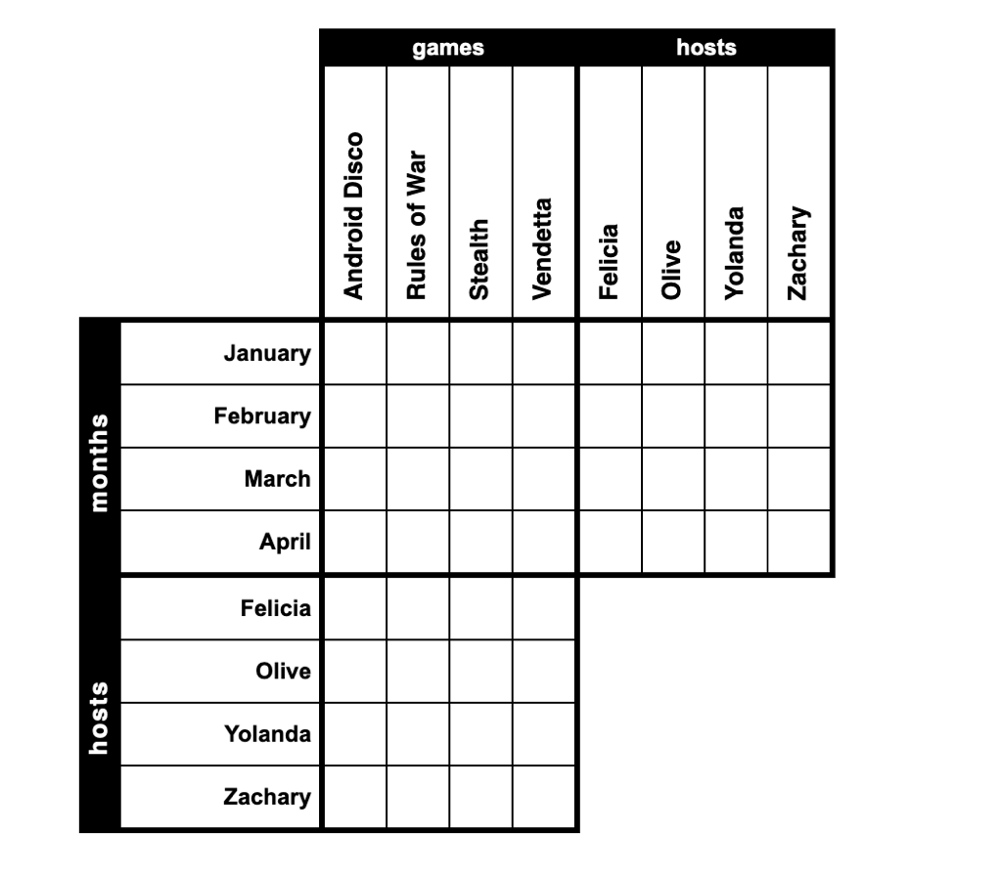 games
hosts
Android Disco
Rules of War
Stealth
Vendetta
Felicia
Olive
Yolanda
Zachary
months
January
February
March
April
hosts
Felicia
Olive
Yolanda
Zachary